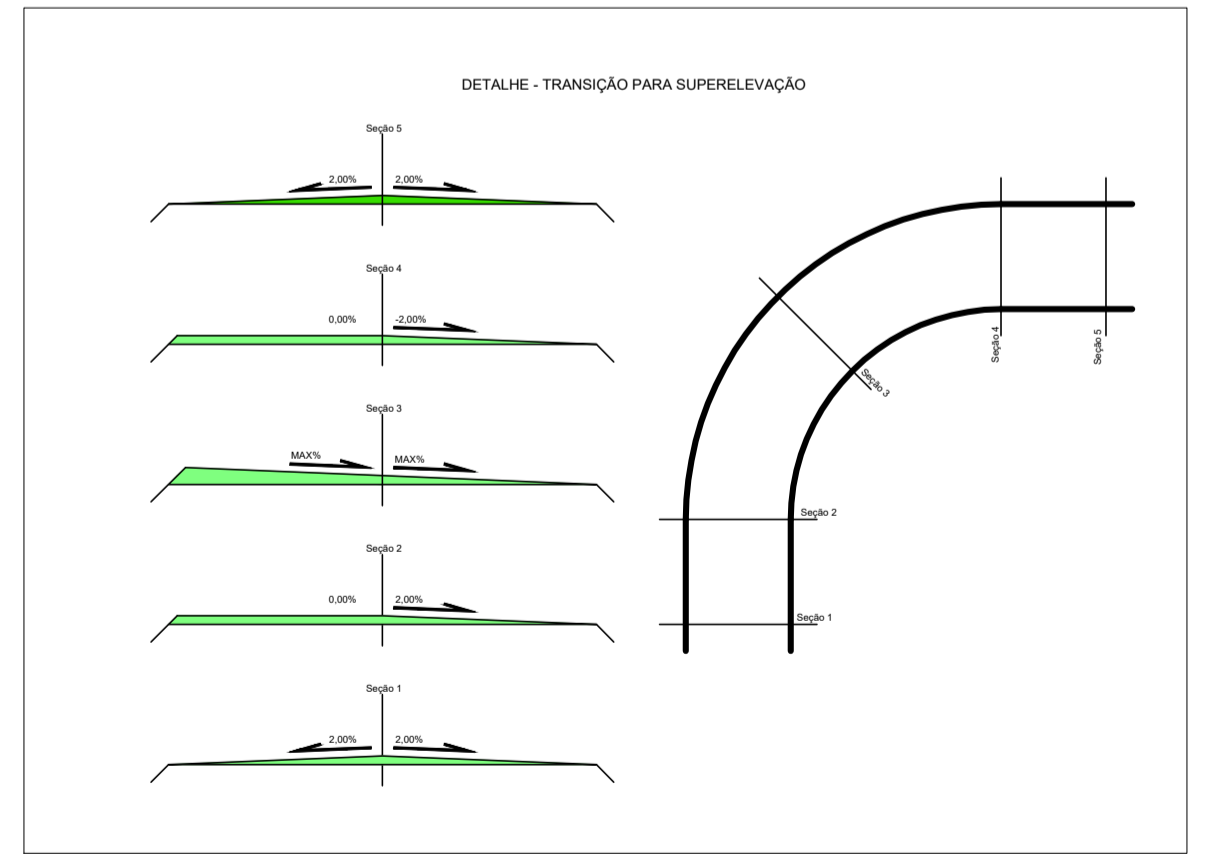 DETALHE - TRANSIÇÃO PARA SUPERELEVAÇÃO
Seção 5
2,00% 2,00%
Seção 4
0,00% -2,00%
Seção 3
MAX% MAX%
Seção 2
0,00% 2,00%
Seção 1
2,00% 2,00%
Seção 4
Seção 5
Seção 3
Seção 2
Seção 1